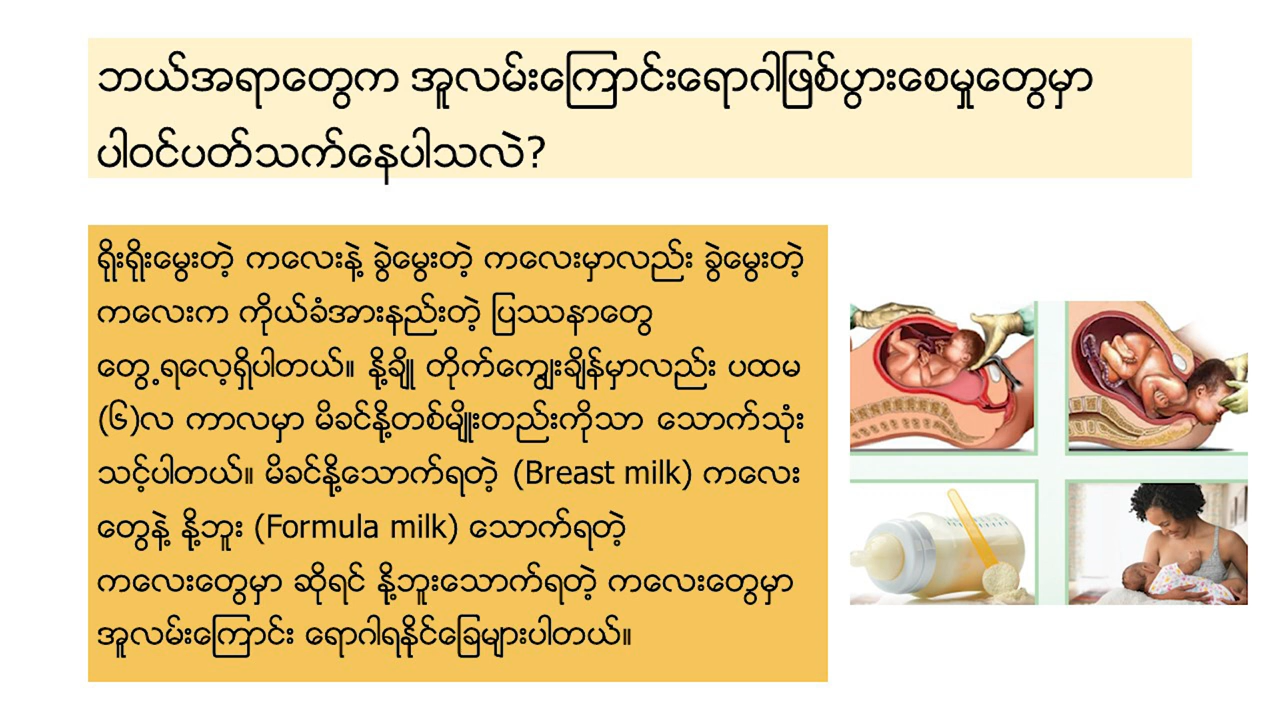 ဘယ်အရာတွေက အူလမ်းကြောင်းရောဂါဖြစ်ပွားစေမှုတွေမှာ
ပါဝင်ပတ်သက်နေပါသလဲ?
ရိုးရိုးမွေးတဲ့ ကလေးနဲ့ ခွဲမွေးတဲ့ ကလေးမှာလည်း ခွဲမွေးတဲ့
ကလေးက ကိုယ်ခံအားနည်းတဲ့ ပြဿနာတွေ
တွေ့ရလေ့ရှိပါတယ်။ နို့ချို တိုက်ကျွေးချိန်မှာလည်း ပထမ
(၆)လ ကာလမှာ မိခင်နို့တစ်မျိုးတည်းကိုသာ သောက်သုံး
သင့်ပါတယ်။ မိခင်နို့သောက်ရတဲ့ (Breast milk) ကလေး
တွေနဲ့ နို့ဘူး (Formula milk) သောက်ရတဲ့
ကလေးတွေမှာ ဆိုရင် နို့ဘူးသောက်ရတဲ့ ကလေးတွေမှာ
အူလမ်းကြောင်း ရောဂါရနိုင်ခြေများပါတယ်။